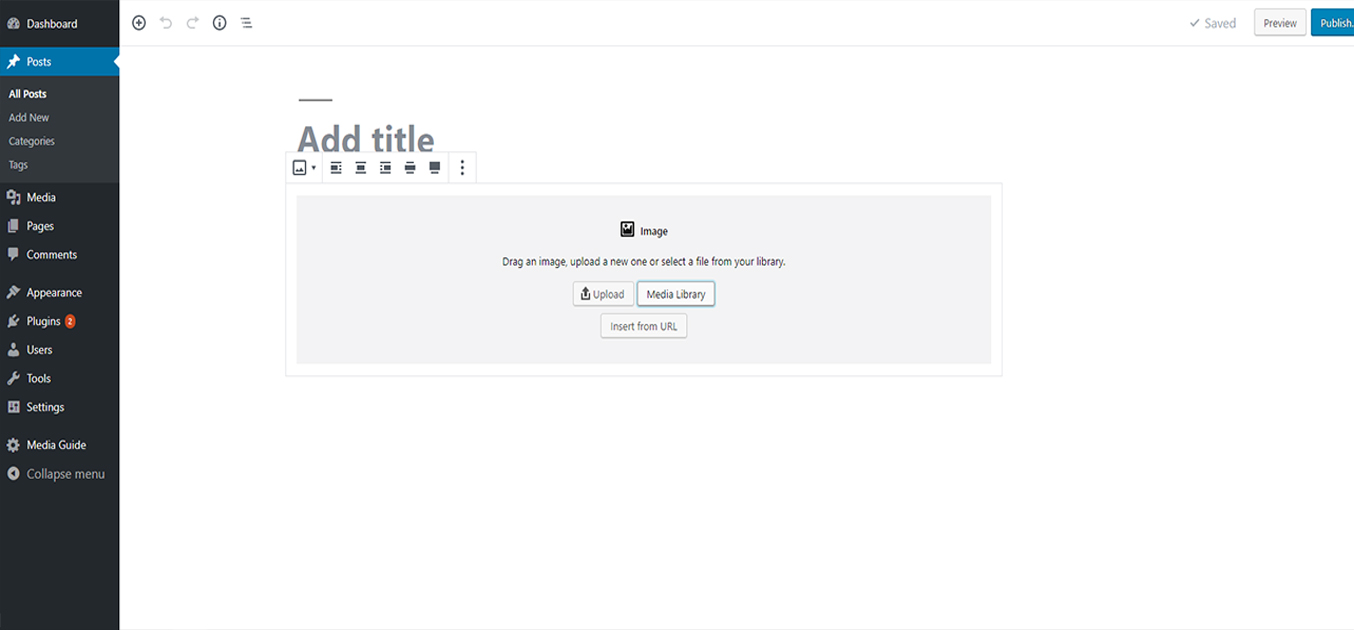 Dashboard
Posts
All Posts
Add New
Categories
Tags
Media
Pages
Comments
Appearance
Plugins 2
Users
Tools
Settings
Media Guide
Collapse menu
Saved
Preview
Publish.
Add title
Image
Drag an image, upload a new one or select a file from your library.
Upload
Media Library
Insert from URL